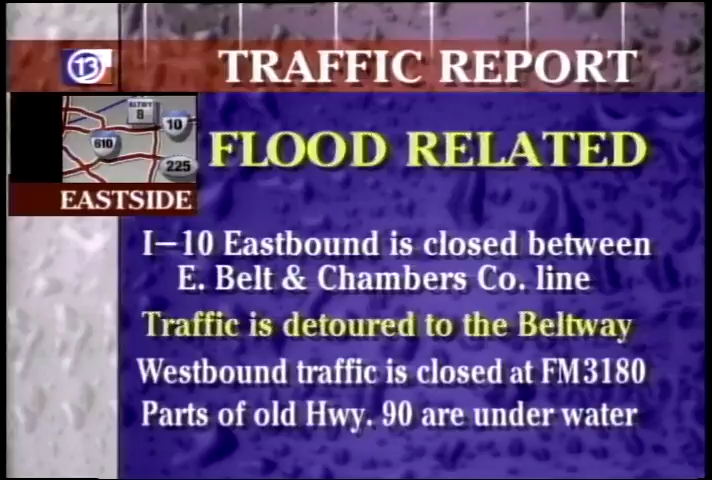 13
TRAFFIC REPORT
BLTWY
8
10
610
225
EASTSIDE
FLOOD RELATED
I-10 Eastbound is closed between
E. Belt & Chambers Co. line
Traffic is detoured to the Beltway
Westbound traffic is closed at FM3180
Parts of old Hwy. 90 are under water